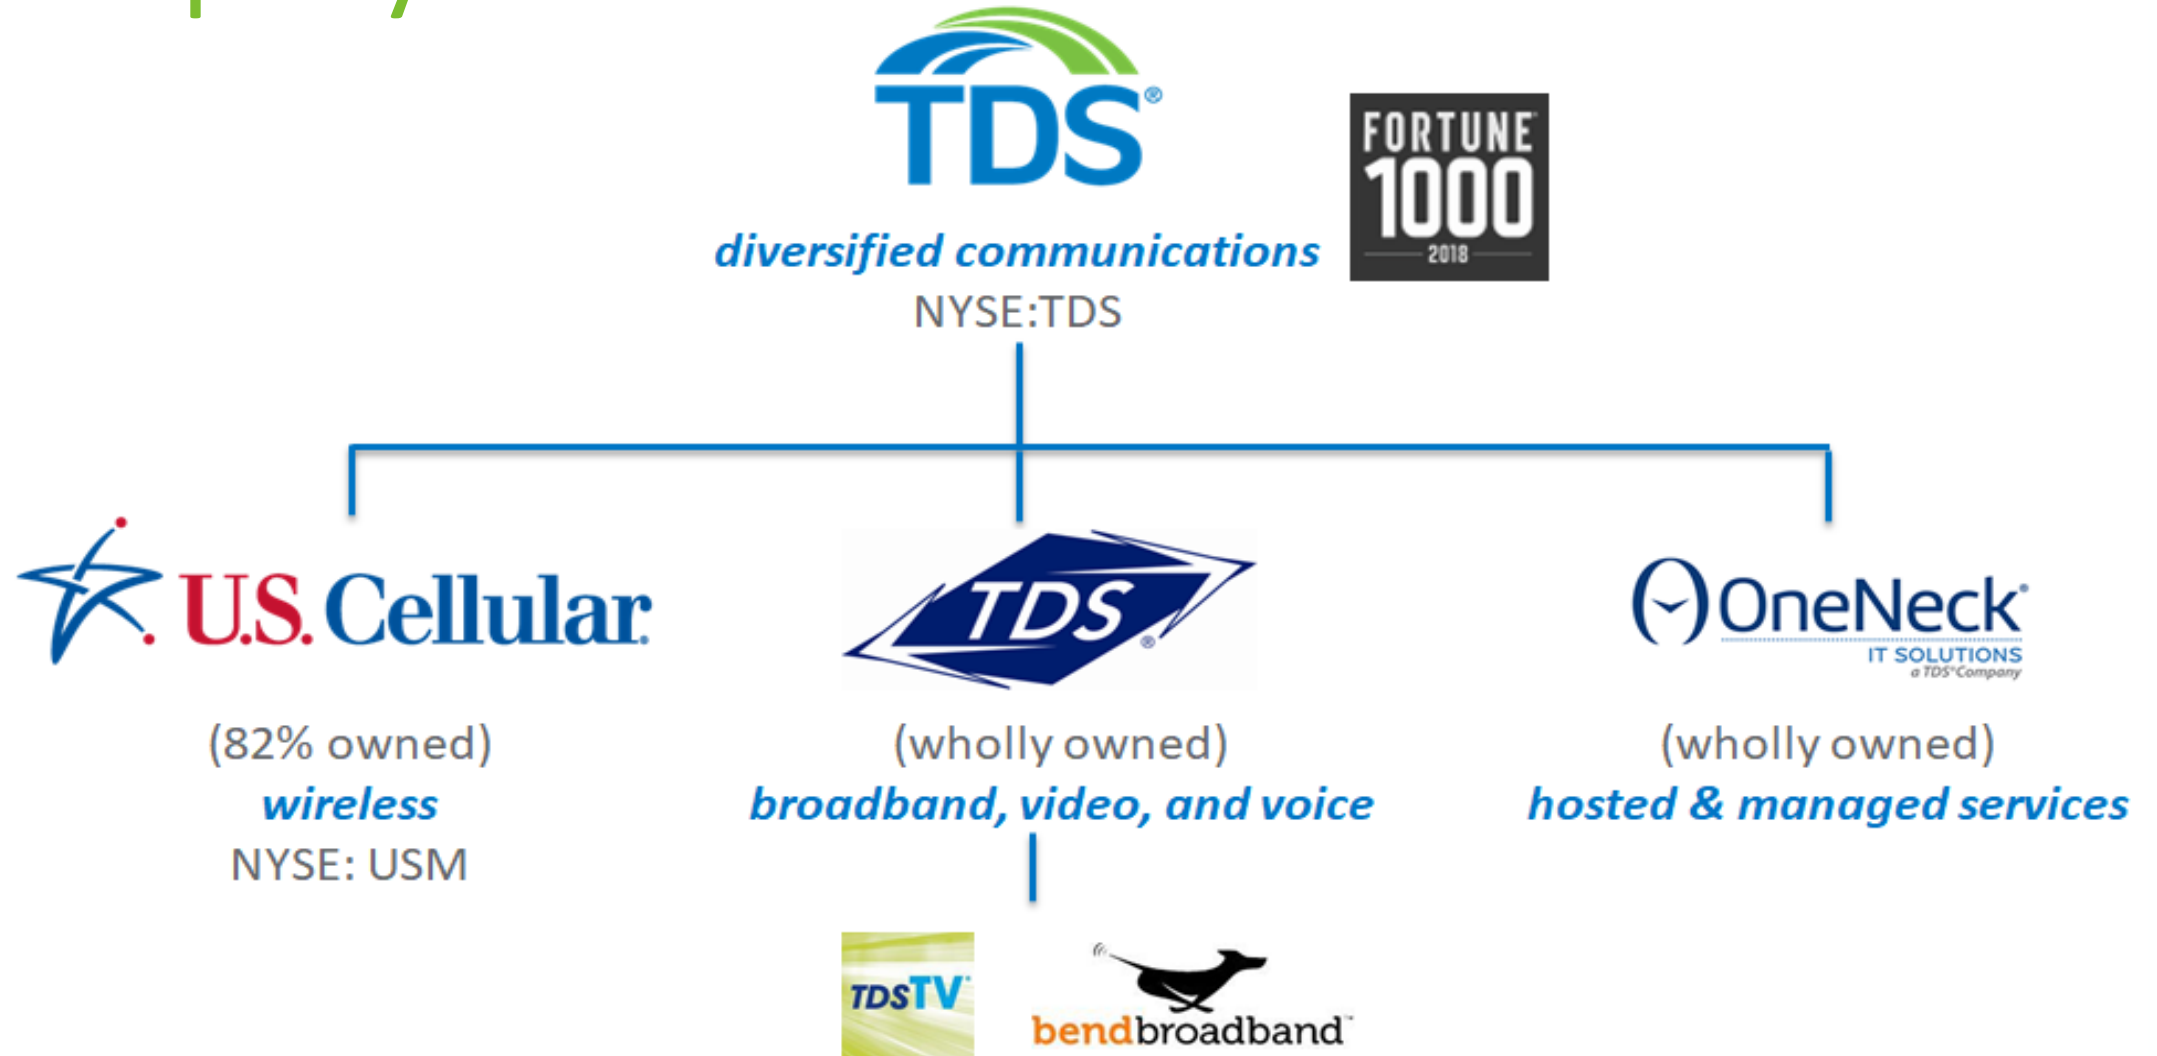 TDS®
FORTUNE
1000
2018
diversified communications
NYSE:TDS
U.S. Cellular®
TDS®
OneNeck®
IT SOLUTIONS
a TDS® Company
(82% owned)
(wholly owned)
(wholly owned)
wireless
broadband, video, and voice
hosted & managed services
NYSE: USM
TDSTV®
bendbroadband™